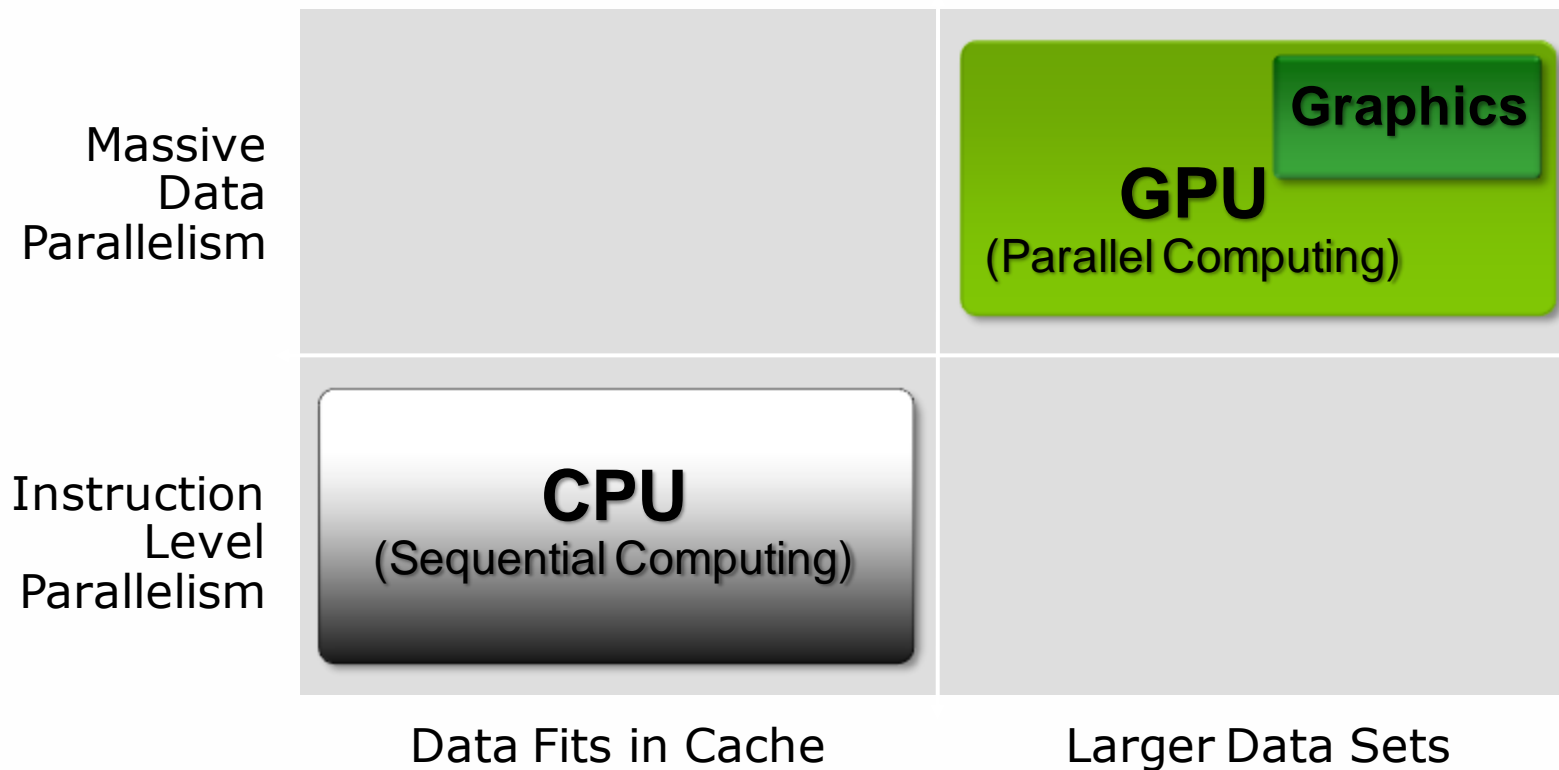 Massive
Data
Parallelism
Graphics
GPU
(Parallel Computing)
Instruction
Level
Parallelism
CPU
(Sequential Computing)
Data Fits in Cache
Larger Data Sets